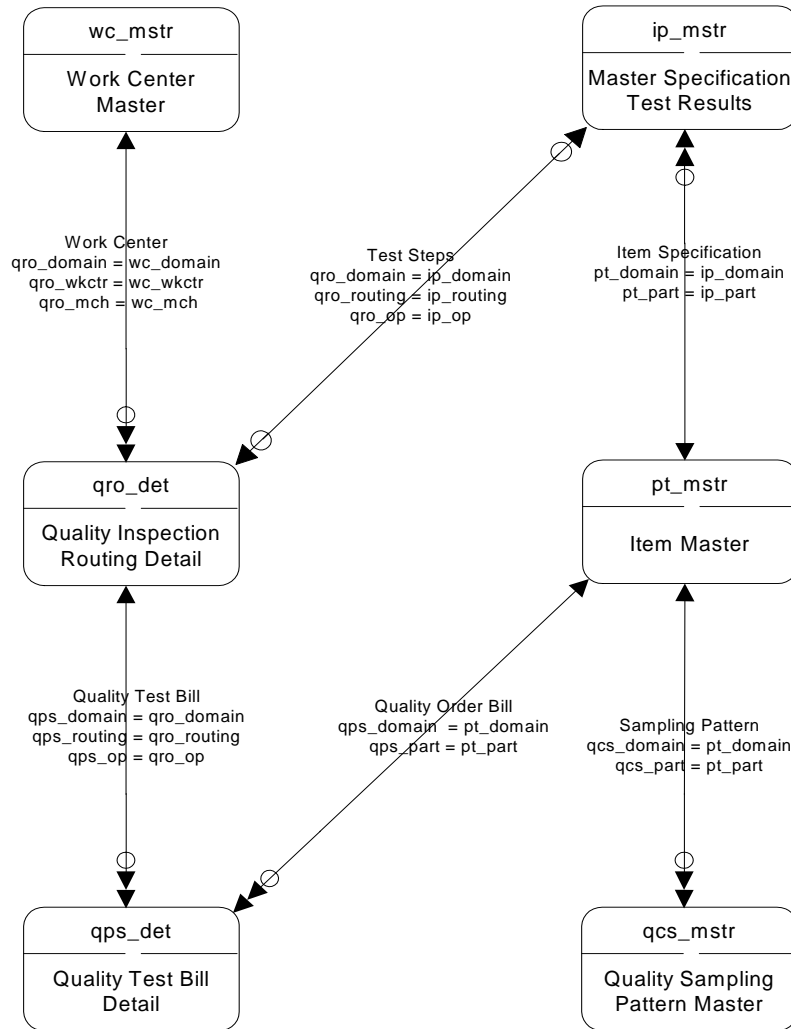 wc_mstr
Work Center
Master
ip_mstr
Master Specification
Test Results
Work Center
qro_domain = wc_domain
qro_wkctr = wc_wkctr
qro_mch = wc_mch
Test Steps
qro_domain = ip_domain
qro_routing = ip_routing
qro_op = ip_op
Item Specification
pt_domain = ip_domain
pt_part = ip_part
qro_det
Quality Inspection
Routing Detail
pt_mstr
Item Master
Quality Test Bill
qps_domain = qro_domain
qps_routing = qro_routing
qps_op = qro_op
Quality Order Bill
qps_domain = pt_domain
qps_part = pt_part
Sampling Pattern
qcs_domain = pt_domain
qcs_part = pt_part
qps_det
Quality Test Bill
Detail
qcs_mstr
Quality Sampling
Pattern Master